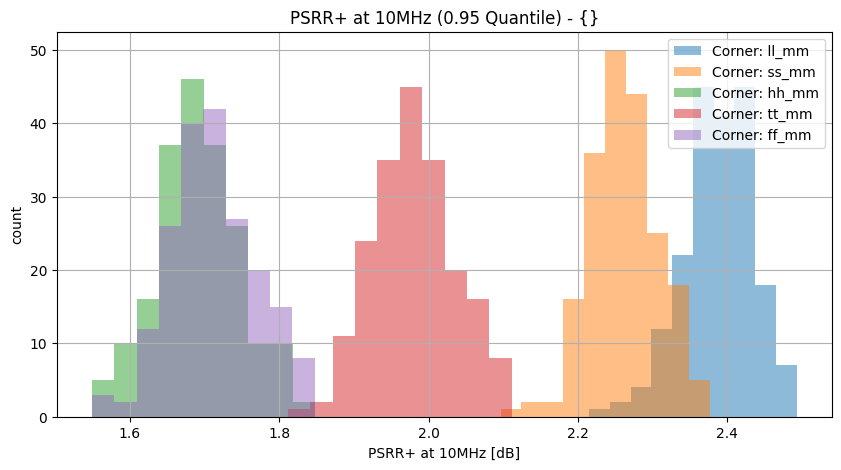 PSRR+ at 10MHz (0.95 Quantile) - {}
Corner: ll_mm
Corner: ss_mm
Corner: hh_mm
Corner: tt_mm
Corner: ff_mm
count
50
40
30
20
10
0
1.6
1.8
2.0
2.2
2.4
PSRR+ at 10MHz [dB]